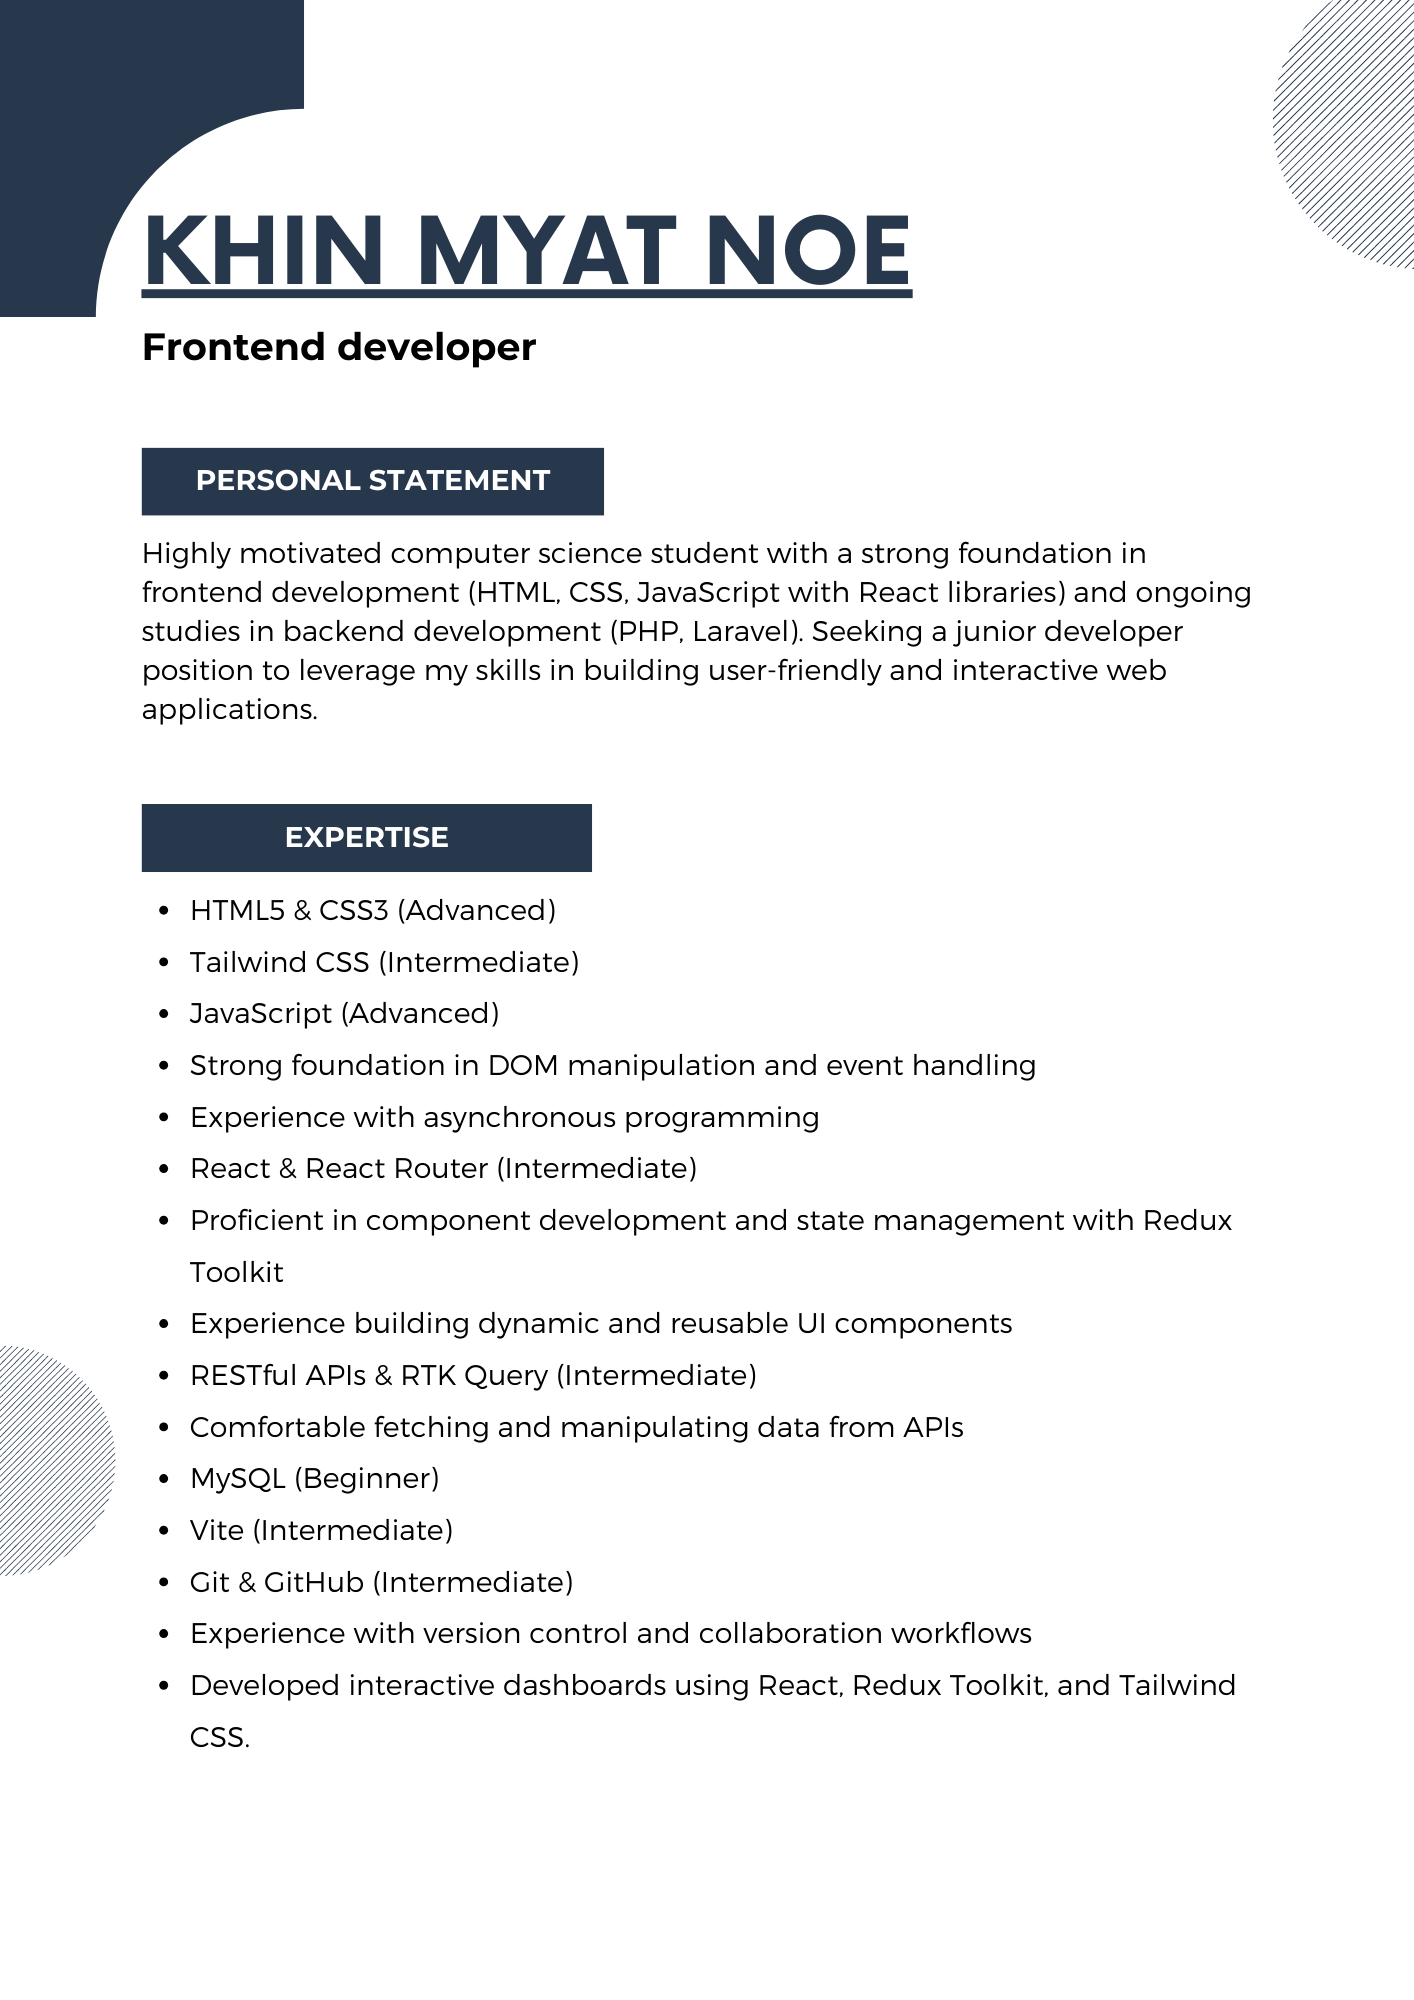 KHIN MYAT NOE
Frontend developer
PERSONAL STATEMENT
Highly motivated computer science student with a strong foundation in
frontend development (HTML, CSS, JavaScript with React libraries) and ongoing
studies in backend development (PHP, Laravel). Seeking a junior developer
position to leverage my skills in building user-friendly and interactive web
applications.
EXPERTISE
• HTML5 & CSS3 (Advanced)
• Tailwind CSS (Intermediate)
• JavaScript (Advanced)
• Strong foundation in DOM manipulation and event handling
• Experience with asynchronous programming
• React & React Router (Intermediate)
• Proficient in component development and state management with Redux
Toolkit
• Experience building dynamic and reusable UI components
• RESTful APIs & RTK Query (Intermediate)
• Comfortable fetching and manipulating data from APIs
• MySQL (Beginner)
• Vite (Intermediate)
• Git & GitHub (Intermediate)
• Experience with version control and collaboration workflows
• Developed interactive dashboards using React, Redux Toolkit, and Tailwind
CSS.